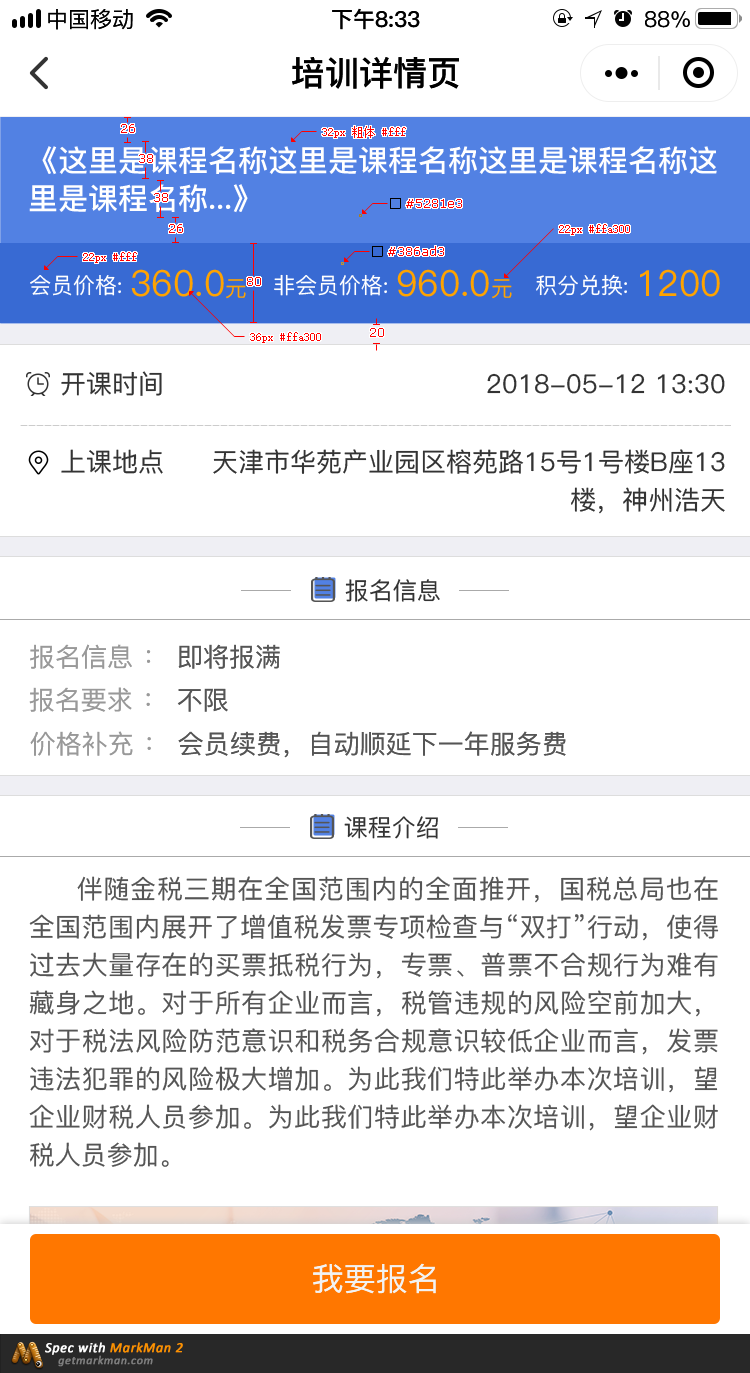 中国移动 下午8:33 88%
培训详情页
26
32px 粗体 #fff
《这里是课程名称这里是课程名称这里是课程名称这
38
里是课程名称...》
38
#5281e3
26
22px #ffa300
#386ad3
22px #fff
会员价格: 360.0元 非会员价格: 960.0元 积分兑换: 1200
80
36px #ffa300
20
开课时间 2018-05-12 13:30
上课地点 天津市华苑产业园区榕苑路15号1号楼B座13
楼，神州浩天
报名信息
报名信息： 即将报满
报名要求： 不限
价格补充： 会员续费，自动顺延下一年服务费
课程介绍
伴随金税三期在全国范围内的全面推开，国税总局也在
全国范围内展开了增值税发票专项检查与“双打”行动，使得
过去大量存在的买票抵税行为，专票、普票不合规行为难有
藏身之地。对于所有企业而言，税管违规的风险空前加大，
对于税法风险防范意识和税务合规意识较低企业而言，发票
违法犯罪的风险极大增加。为此我们特此举办本次培训，望
企业财税人员参加。为此我们特此举办本次培训，望企业财
税人员参加。
我要报名
Spec with MarkMan 2
getmarkman.com